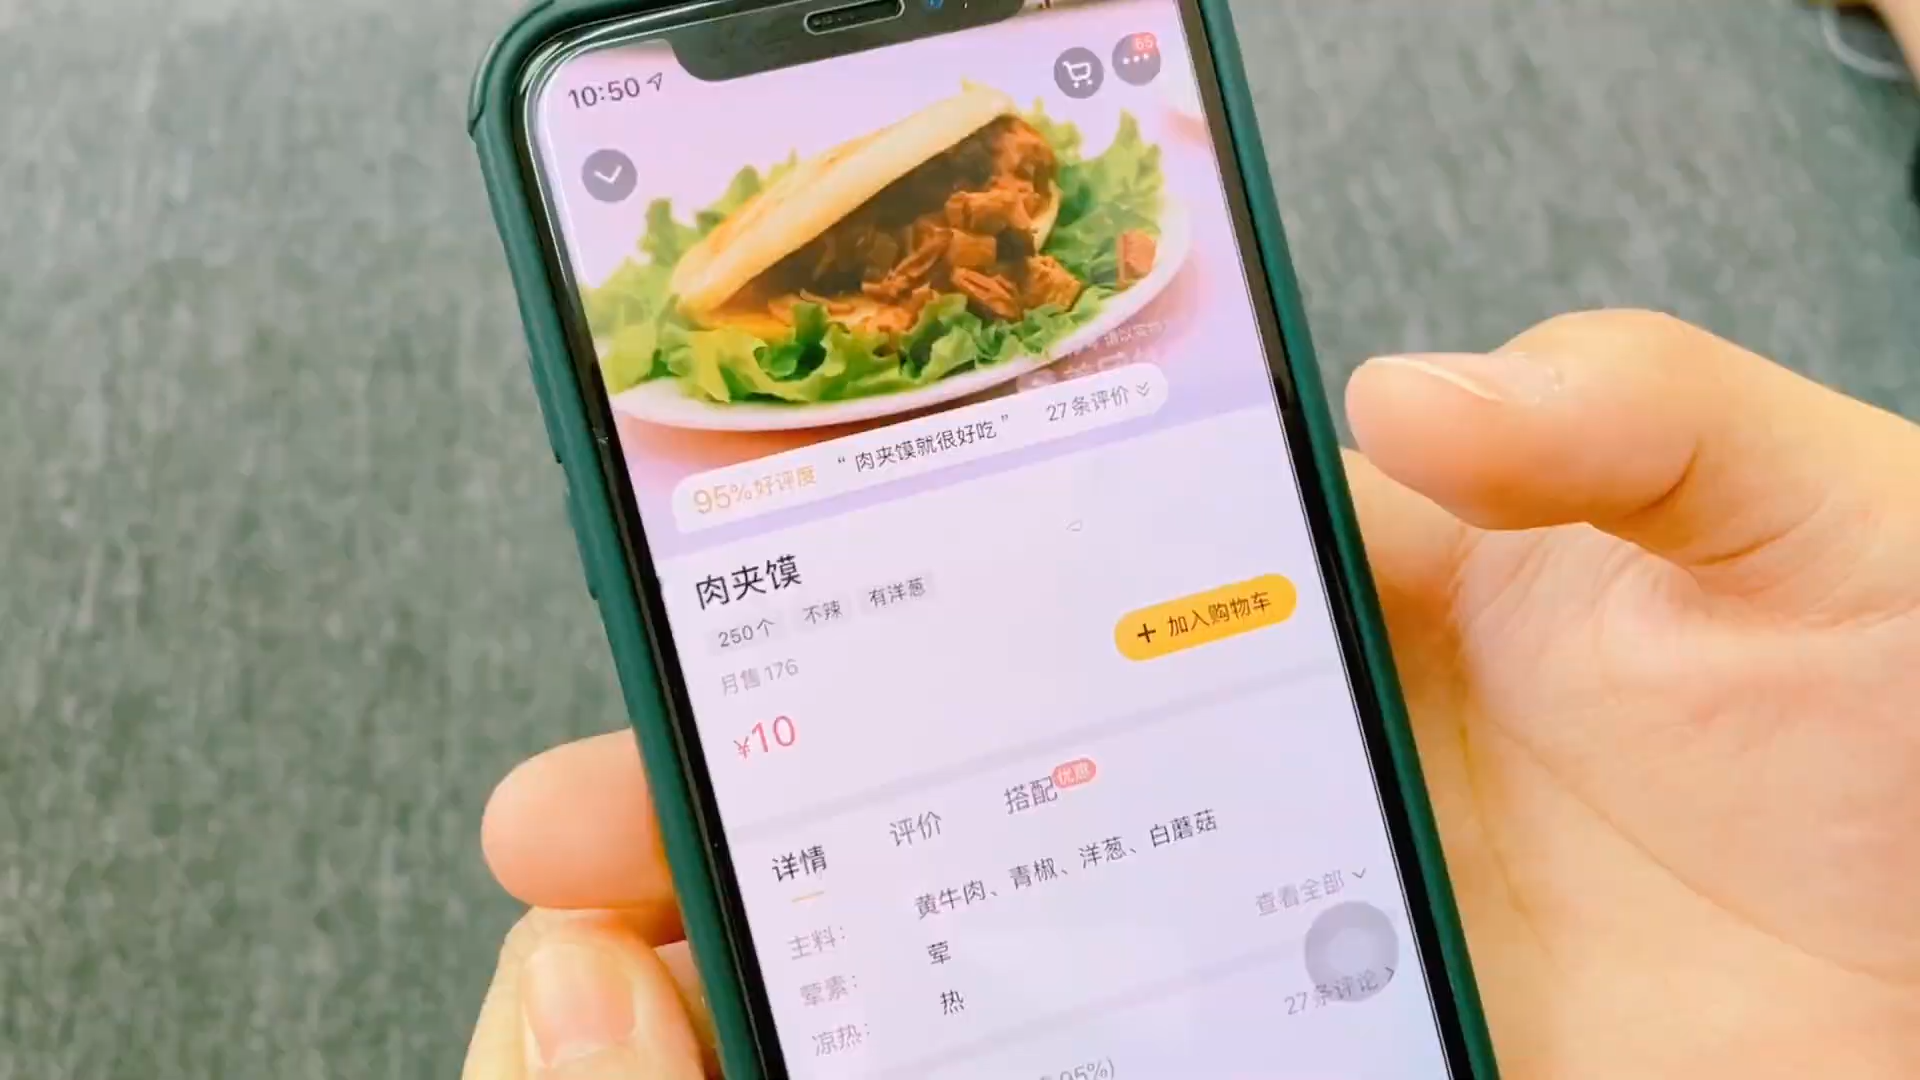 10:50
65
95%好评度 “肉夹馍就很好吃” 27条评价
肉夹馍
250个 不辣 有洋葱
月售176
+ 加入购物车
¥10
详情 评价 搭配 优惠
主料： 黄牛肉、青椒、洋葱、白蘑菇
荤素： 荤
查看全部
凉热： 热
27条评论
95%)